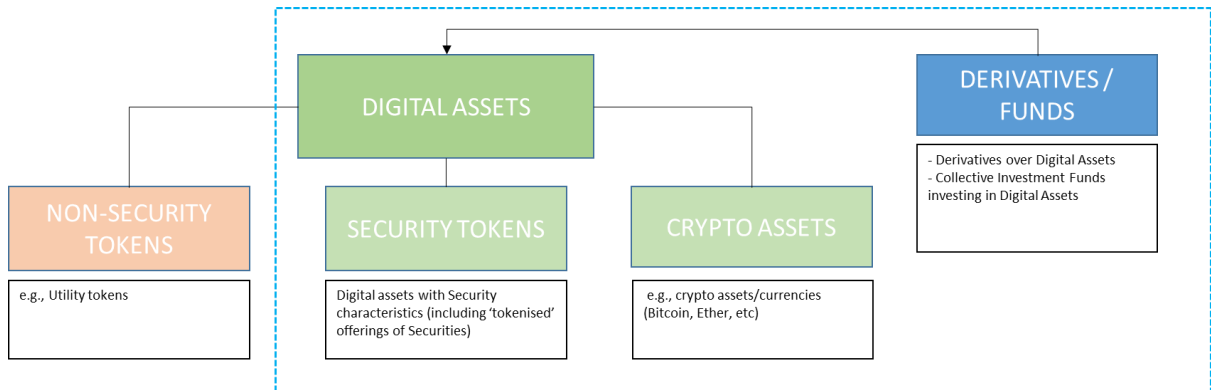 DIGITAL ASSETS
DERIVATIVES /
FUNDS
- Derivatives over Digital Assets
- Collective Investment Funds
investing in Digital Assets
NON-SECURITY
TOKENS
SECURITY TOKENS
CRYPTO ASSETS
e.g., Utility tokens
Digital assets with Security
characteristics (including ‘tokenised’
offerings of Securities)
e.g., crypto assets/currencies
(Bitcoin, Ether, etc)